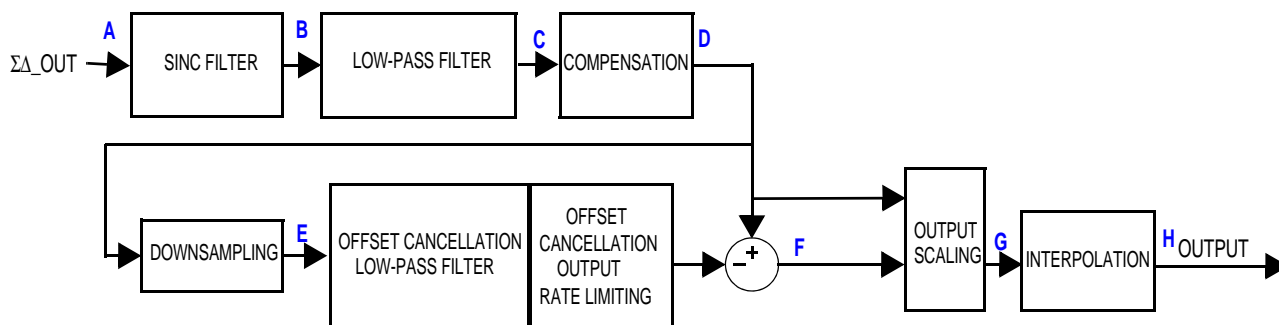 A
B
C
D
ΣΔ_OUT
SINC FILTER
LOW-PASS FILTER
COMPENSATION
DOWNSAMPLING
E
OFFSET CANCELLATION
LOW-PASS FILTER
OFFSET
CANCELLATION
OUTPUT
RATE LIMITING
- +
F
OUTPUT
SCALING
G
INTERPOLATION
H
OUTPUT